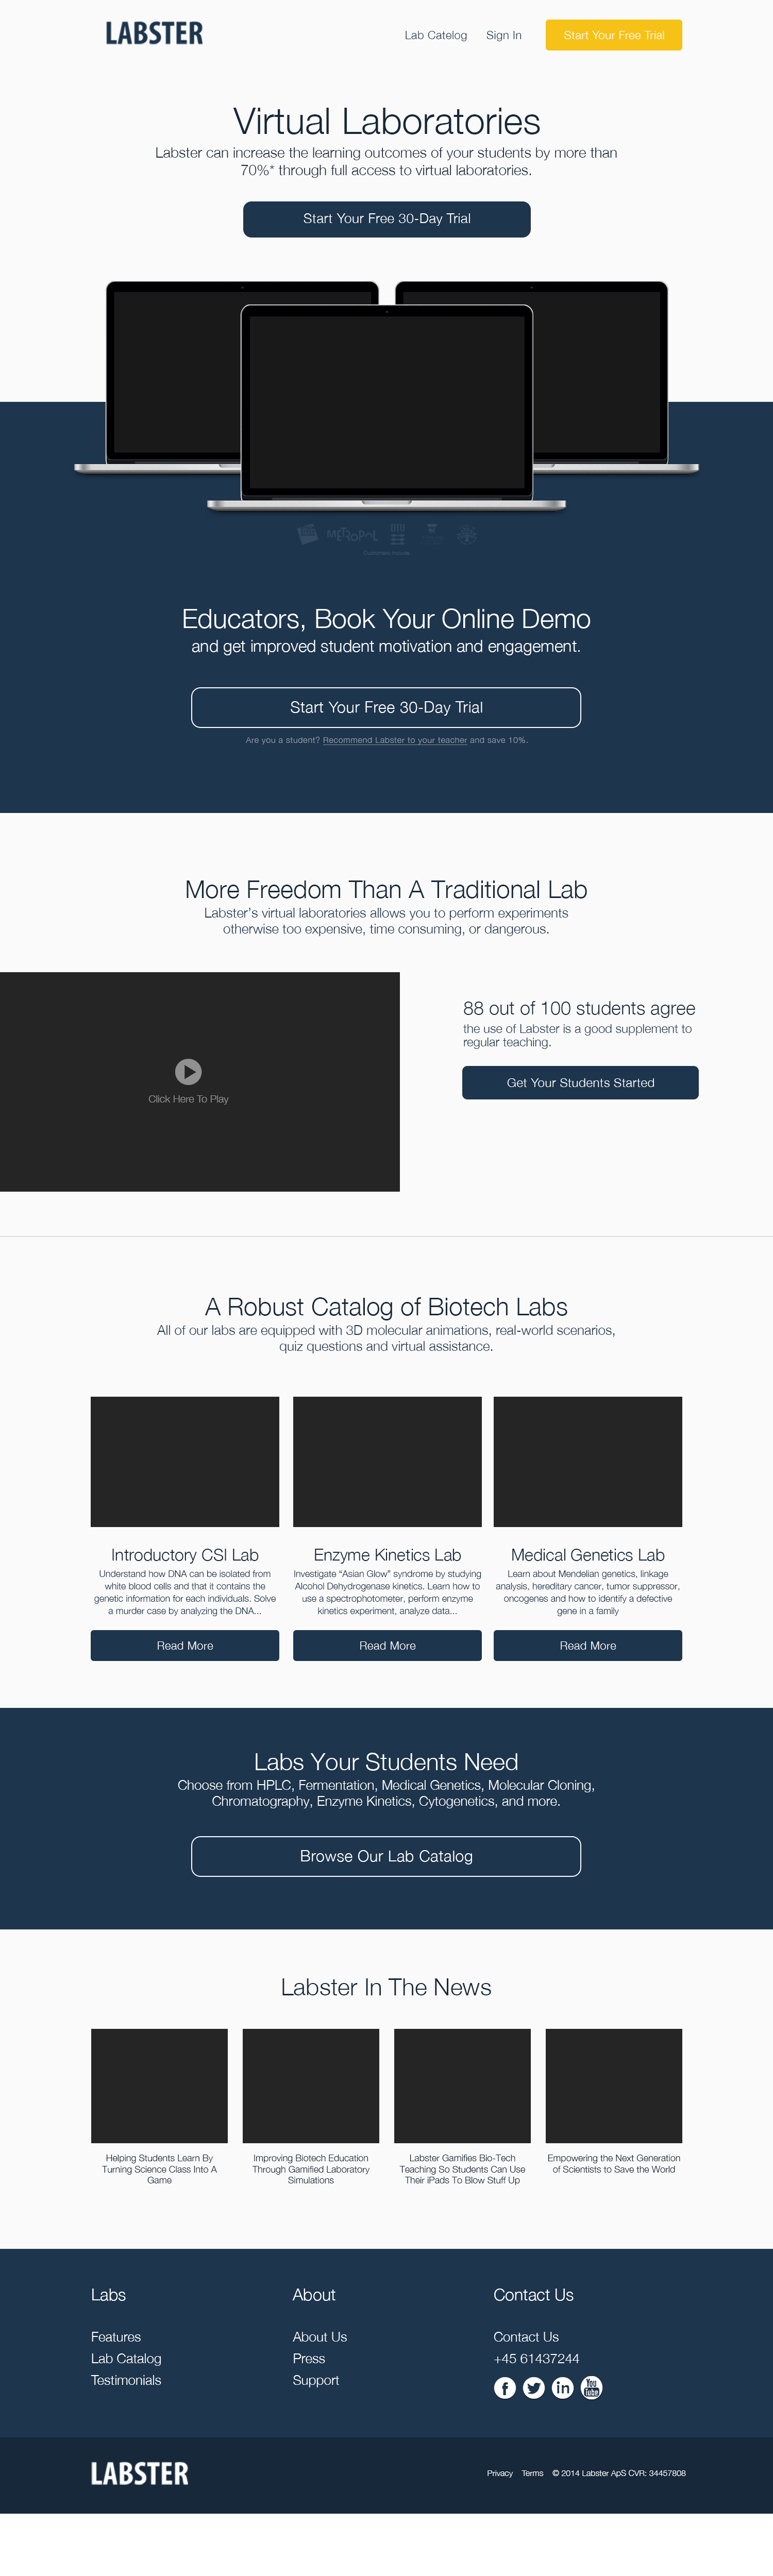 LABSTER
Lab Catelog
Sign In
Start Your Free Trial
Virtual Laboratories
Labster can increase the learning outcomes of your students by more than
70%* through full access to virtual laboratories.
Start Your Free 30-Day Trial
METROPOL
Customers include
Educators, Book Your Online Demo
and get improved student motivation and engagement.
Start Your Free 30-Day Trial
Are you a student? Recommend Labster to your teacher and save 10%.
More Freedom Than A Traditional Lab
Labster's virtual laboratories allows you to perform experiments
otherwise too expensive, time consuming, or dangerous.
Click Here To Play
88 out of 100 students agree
the use of Labster is a good supplement to
regular teaching.
Get Your Students Started
A Robust Catalog of Biotech Labs
All of our labs are equipped with 3D molecular animations, real-world scenarios,
quiz questions and virtual assistance.
Introductory CSI Lab
Understand how DNA can be isolated from
white blood cells and that it contains the
genetic information for each individuals. Solve
a murder case by analyzing the DNA...
Read More
Enzyme Kinetics Lab
Investigate “Asian Glow” syndrome by studying
Alcohol Dehydrogenase kinetics. Learn how to
use a spectrophotometer, perform enzyme
kinetics experiment, analyze data...
Read More
Medical Genetics Lab
Learn about Mendelian genetics, linkage
analysis, hereditary cancer, tumor suppressor,
oncogenes and how to identify a defective
gene in a family
Read More
Labs Your Students Need
Choose from HPLC, Fermentation, Medical Genetics, Molecular Cloning,
Chromatography, Enzyme Kinetics, Cytogenetics, and more.
Browse Our Lab Catalog
Labster In The News
Helping Students Learn By
Turning Science Class Into A
Game
Improving Biotech Education
Through Gamified Laboratory
Simulations
Labster Gamifies Bio-Tech
Teaching So Students Can Use
Their iPads To Blow Stuff Up
Empowering the Next Generation
of Scientists to Save the World
Labs
Features
Lab Catalog
Testimonials
About
About Us
Press
Support
Contact Us
Contact Us
+45 61437244
f
in
You Tube
LABSTER
Privacy
Terms
© 2014 Labster ApS CVR: 34457808